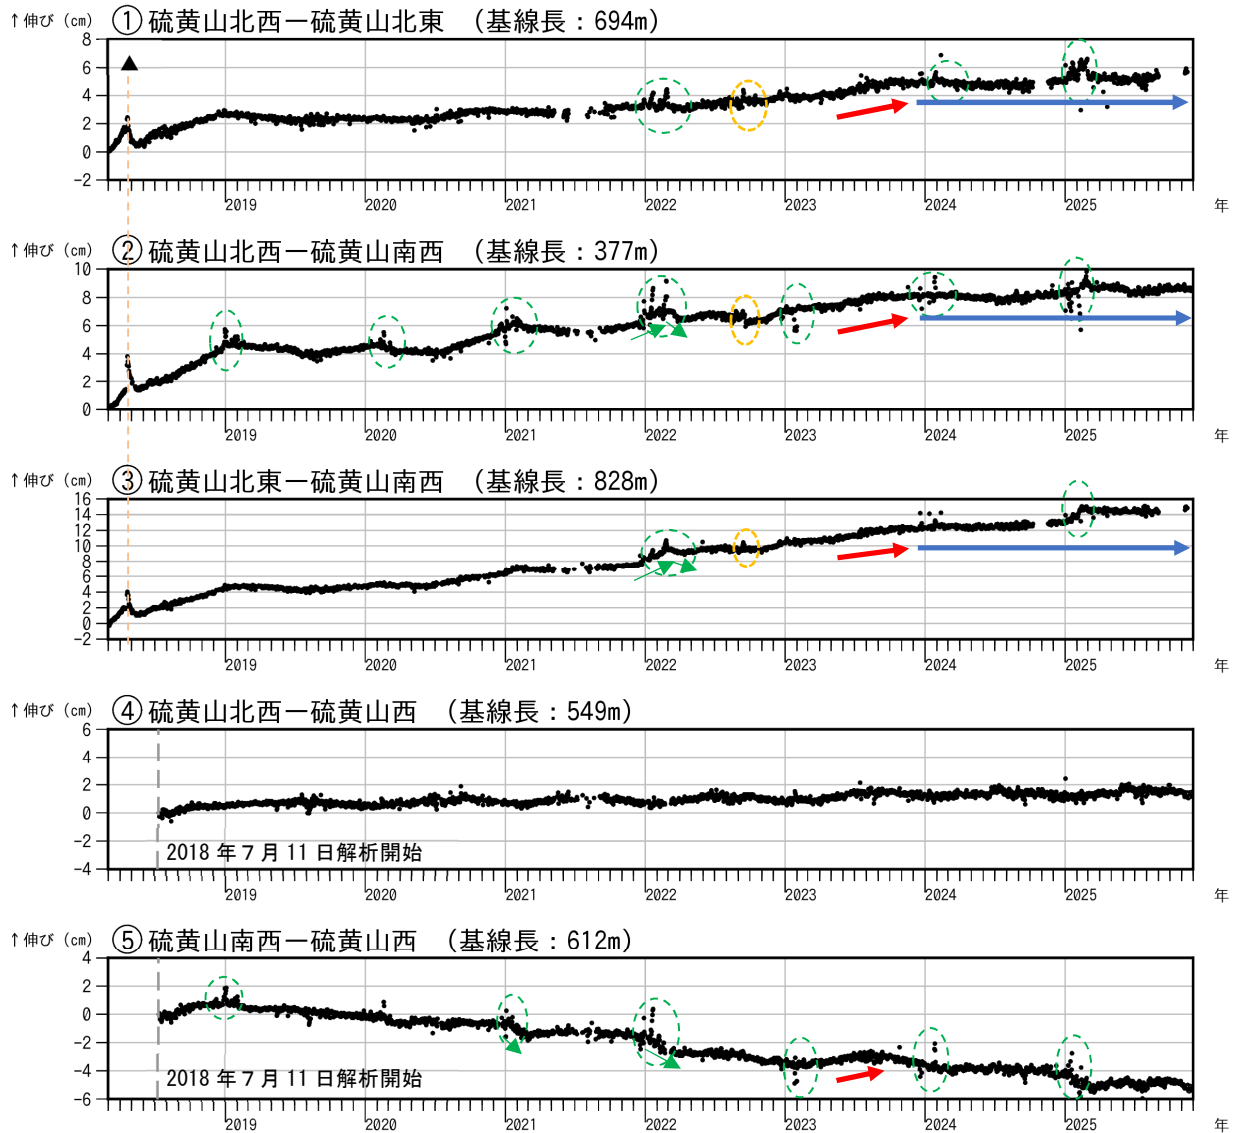 ↑伸び（cm） ① 硫黄山北西－硫黄山北東 （基線長：694m）
8
6
4
2
0
-2
2019 2020 2021 2022 2023 2024 2025 年
↑伸び（cm） ② 硫黄山北西－硫黄山南西 （基線長：377m）
10
8
6
4
2
0
2019 2020 2021 2022 2023 2024 2025 年
↑伸び（cm） ③ 硫黄山北東－硫黄山南西 （基線長：828m）
16
14
12
10
8
6
4
2
0
-2
2019 2020 2021 2022 2023 2024 2025 年
↑伸び（cm） ④ 硫黄山北西－硫黄山西 （基線長：549m）
6
4
2
0
-2
2018 年 7 月 11 日解析開始
-4
2019 2020 2021 2022 2023 2024 2025 年
↑伸び（cm） ⑤ 硫黄山南西－硫黄山西 （基線長：612m）
4
2
0
-2
-4
2018 年 7 月 11 日解析開始
-6
2019 2020 2021 2022 2023 2024 2025 年